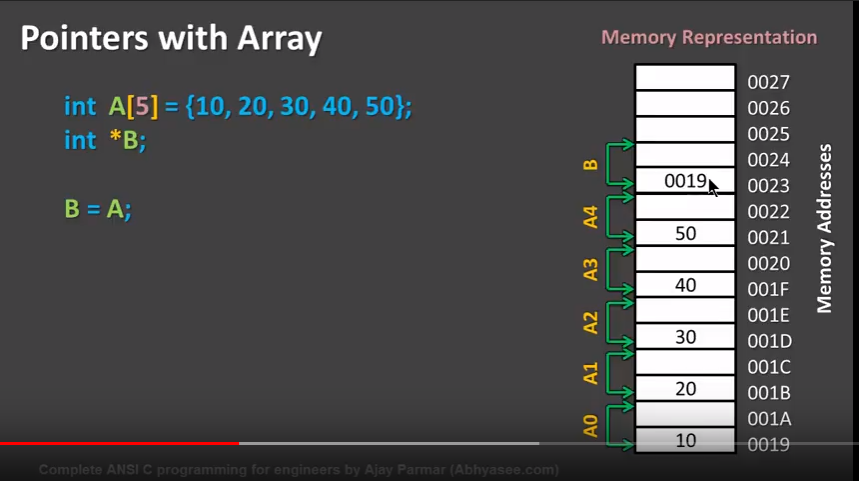 Pointers with Array
Memory Representation
int A[5] = {10, 20, 30, 40, 50};
int *B;
B = A;
0027
0026
0025
0024
B
0019 0023
A4
0022
50 0021
A3
0020
40 001F
A2
001E
30 001D
A1
001C
20 001B
A0
001A
10 0019
Memory Addresses
Complete ANSI C programming for engineers by Ajay Parmar (Abhyasee.com)